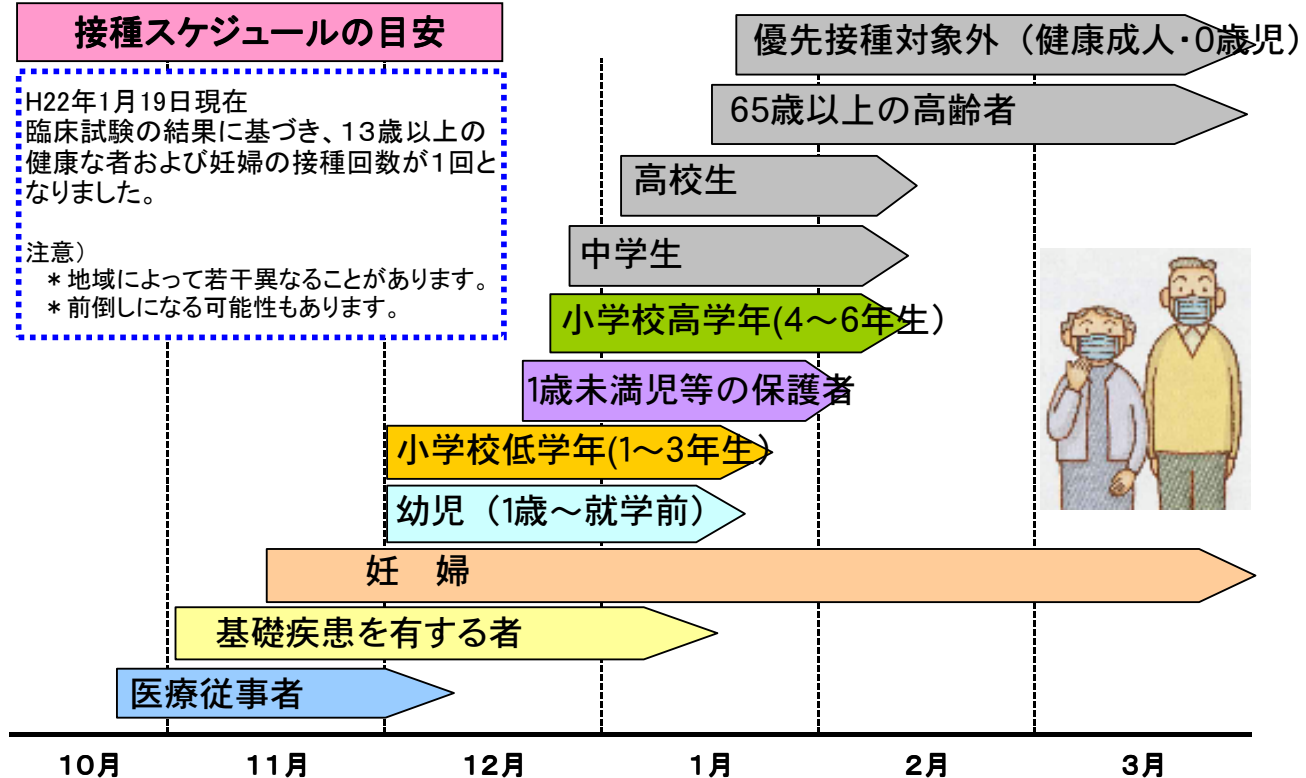 接種スケジュールの目安
H22年1月19日現在
臨床試験の結果に基づき、13歳以上の
健康な者および妊婦の接種回数が1回と
なりました。
注意）
＊地域によって若干異なることがあります。
＊前倒しになる可能性もあります。
優先接種対象外（健康成人・0歳児）
65歳以上の高齢者
高校生
中学生
小学校高学年(4～6年生）
1歳未満児等の保護者
小学校低学年(1～3年生）
幼児（1歳～就学前）
妊　婦
基礎疾患を有する者
医療従事者
10月 11月 12月 1月 2月 3月